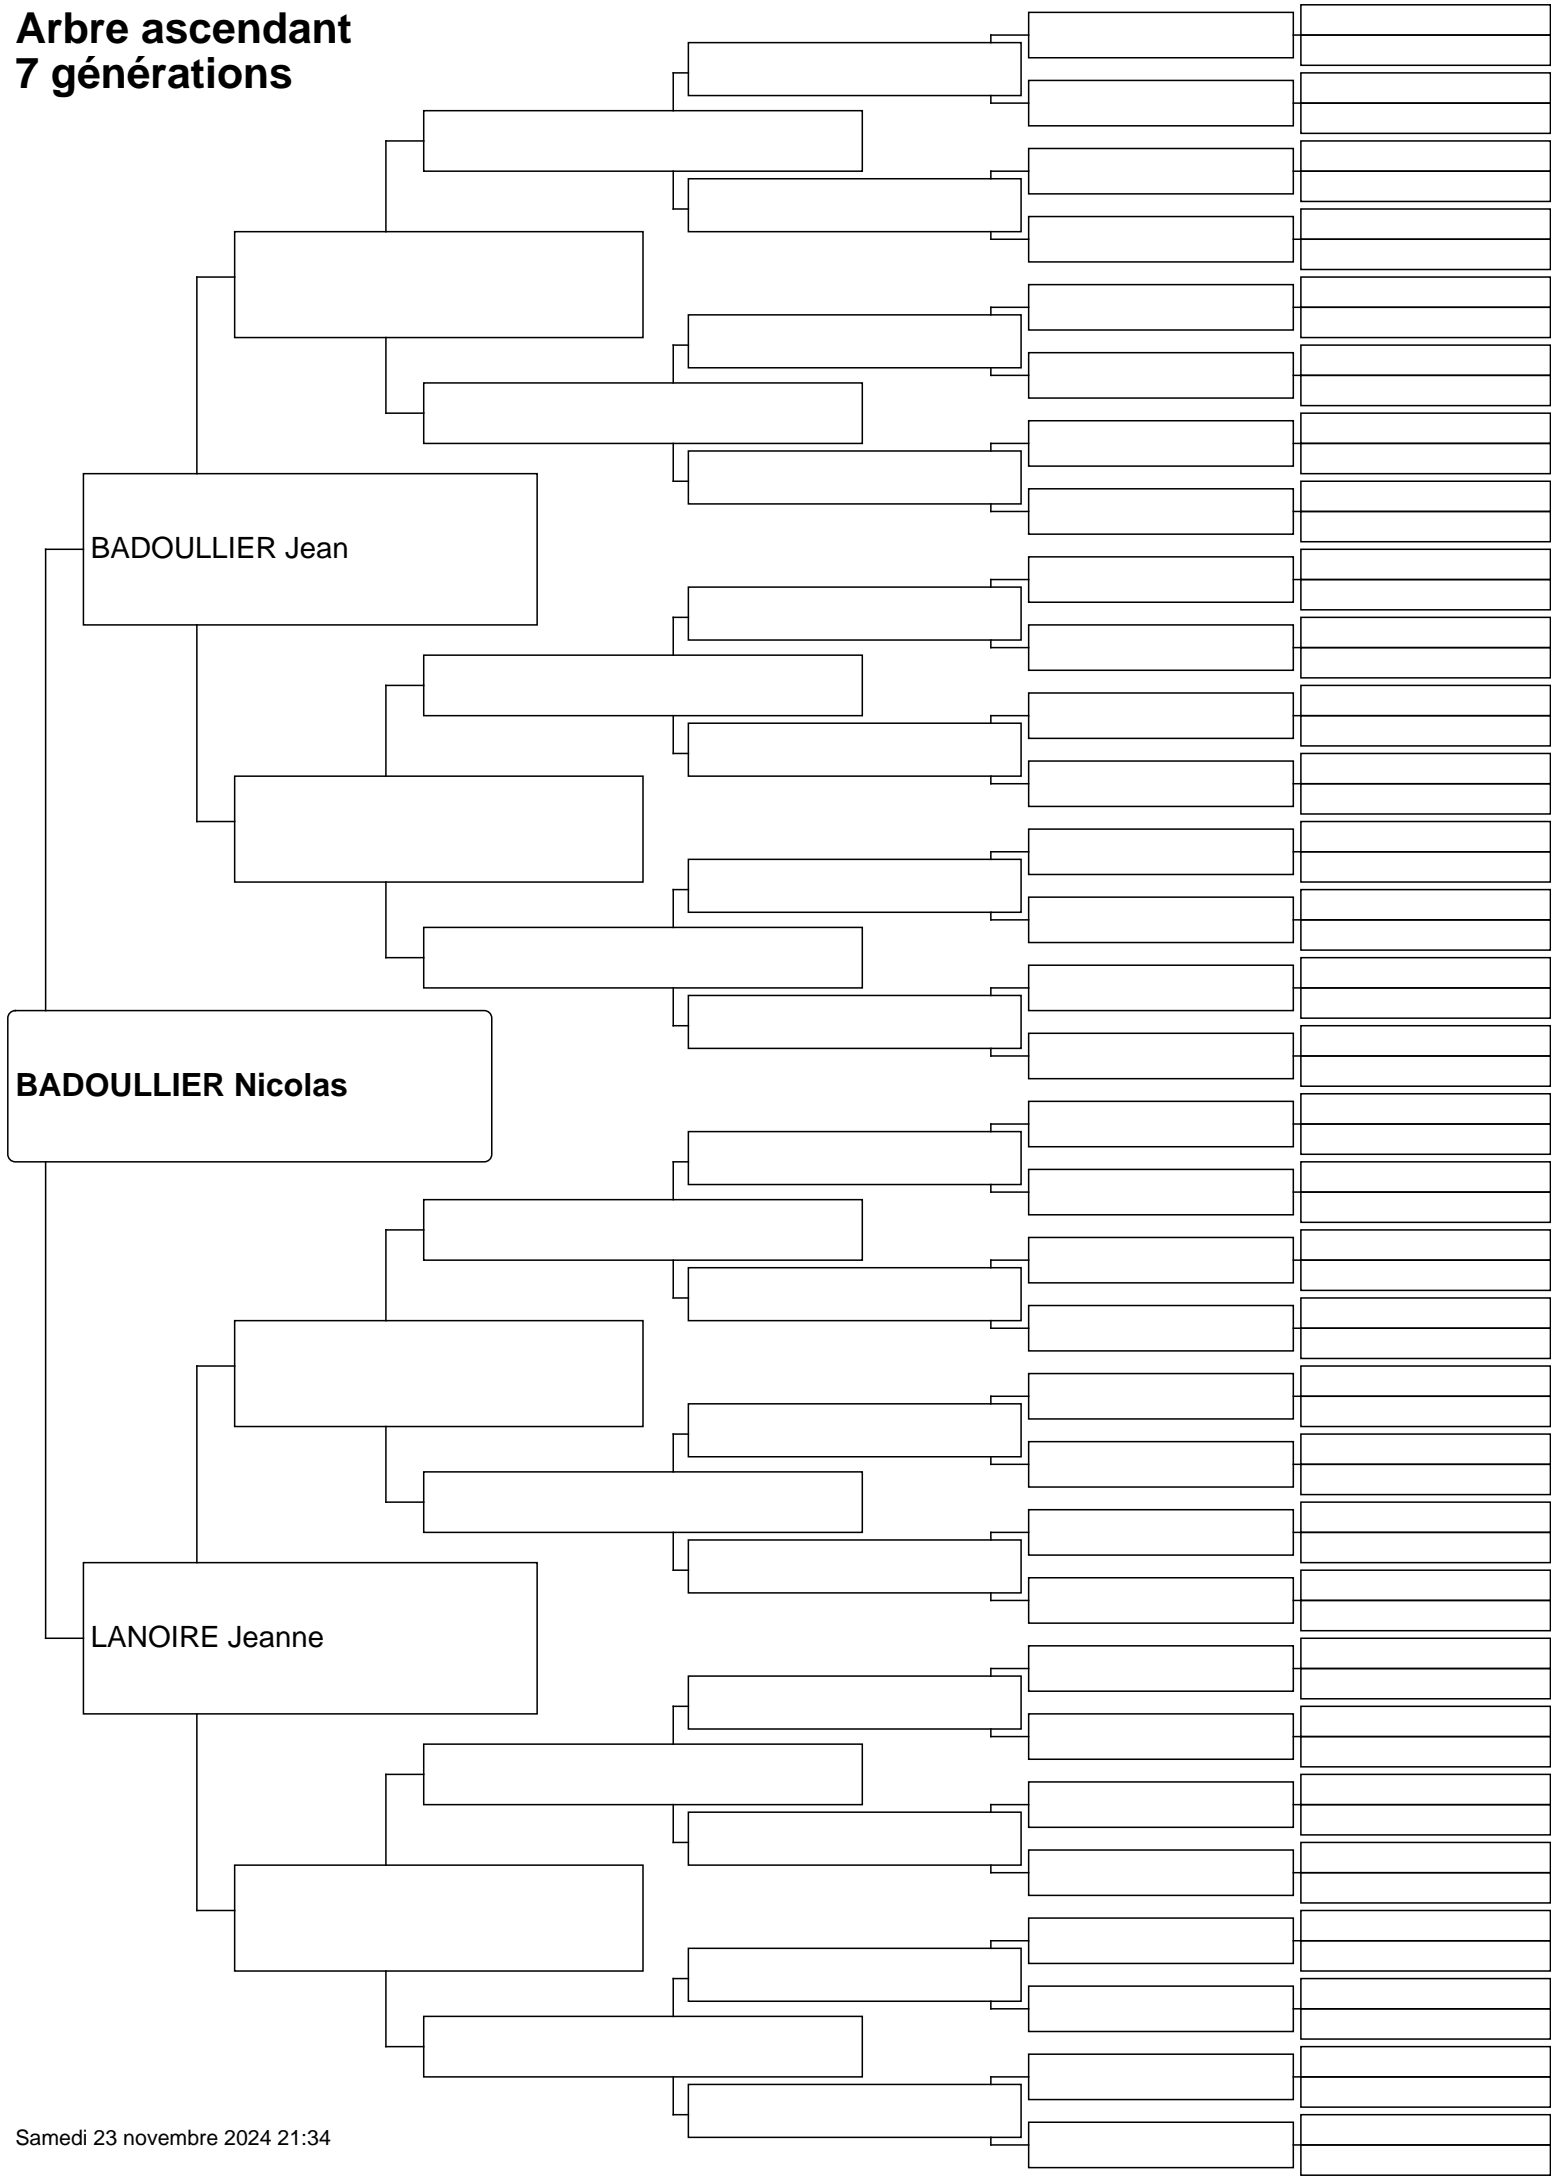 Arbre ascendant
7 générations
BADOULLIER Jean
BADOULLIER Nicolas
LANOIRE Jeanne
Samedi 23 novembre 2024 21:34